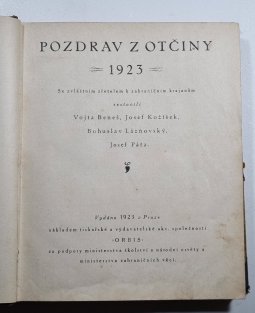 POZDRAV Z OTČINY
1923
Se zvláštním zřetelem k zahraničním krajanům
sestavili
Vojta Beneš, Josef Kožíšek,
Bohuslav Lázňovský,
Josef Páta.
Vydáno 1923 v Praze
nákladem tiskařské a vydavatelské akc. společnosti
·ORBIS·
za podpory ministerstva školství a národní osvěty a
ministerstva zahraničních věcí.